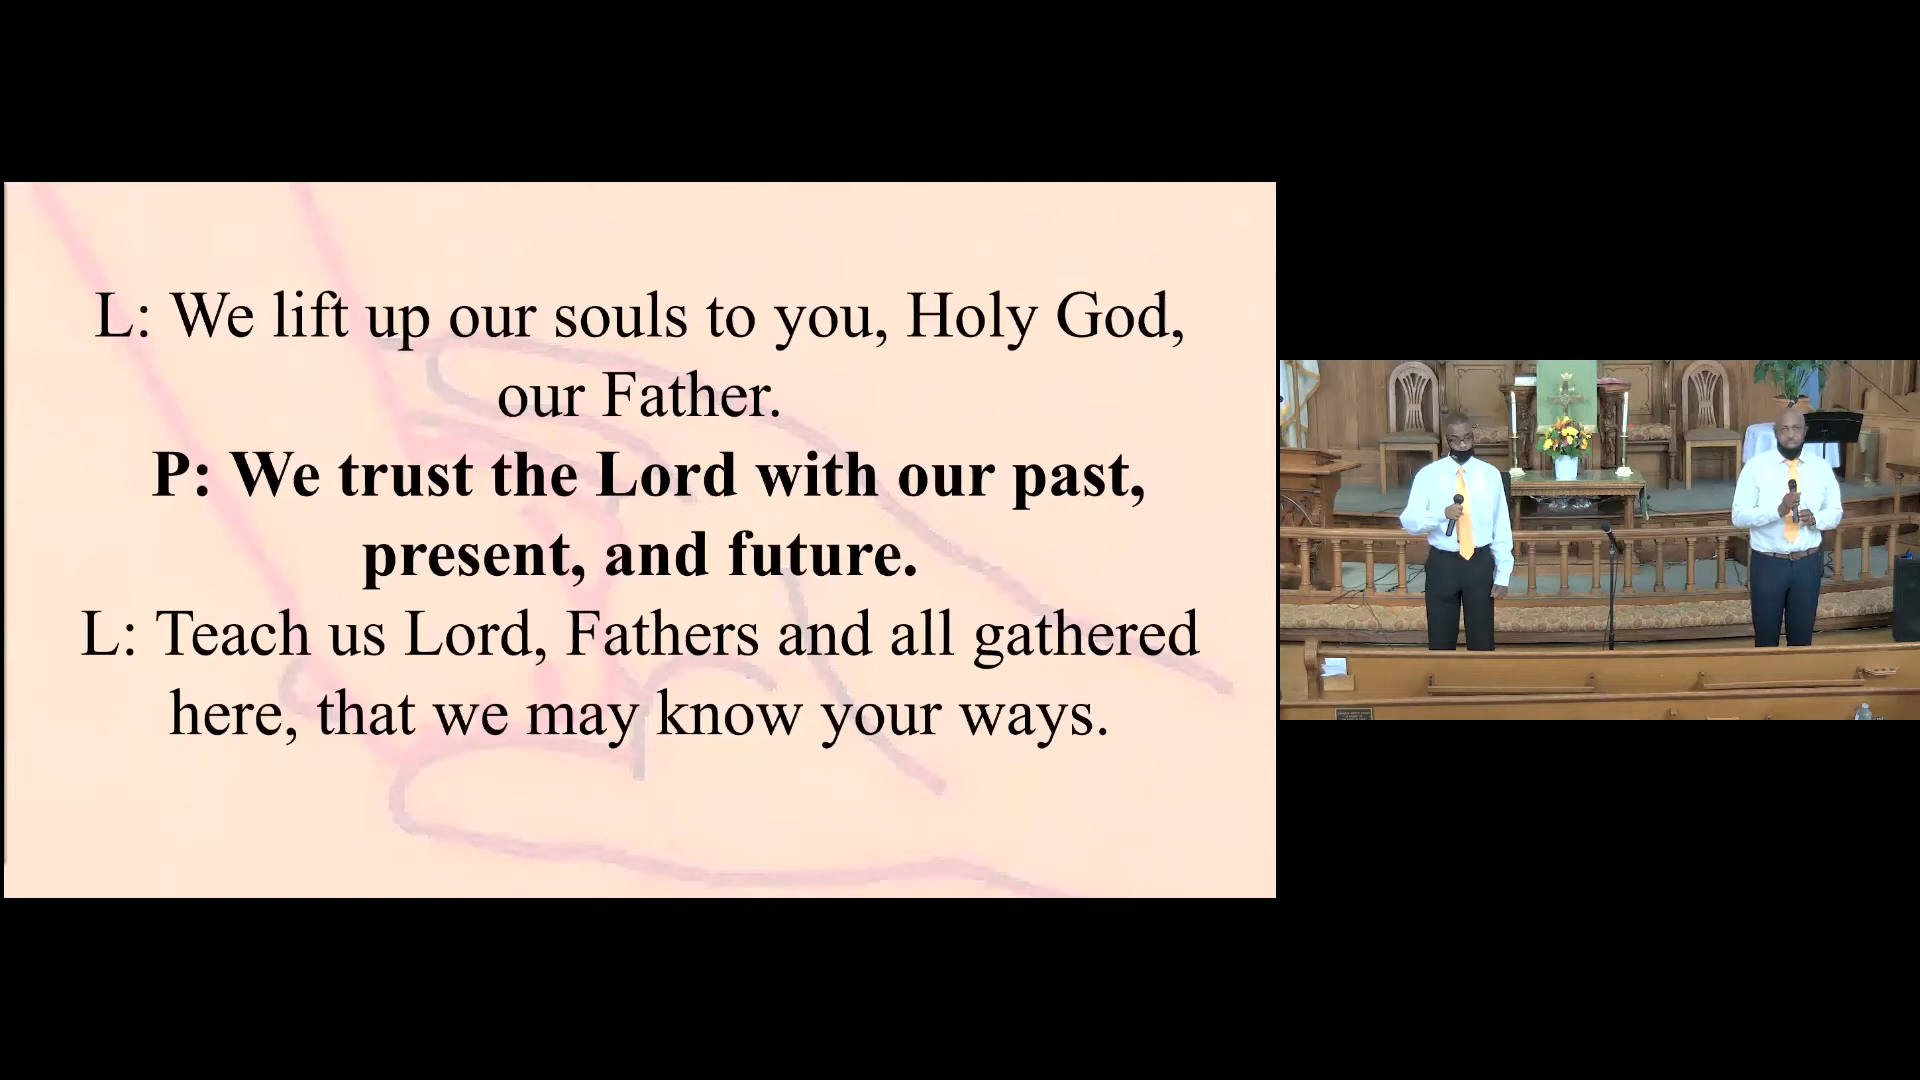 L: We lift up our souls to you, Holy God,
our Father.
P: We trust the Lord with our past,
present, and future.
L: Teach us Lord, Fathers and all gathered
here, that we may know your ways.